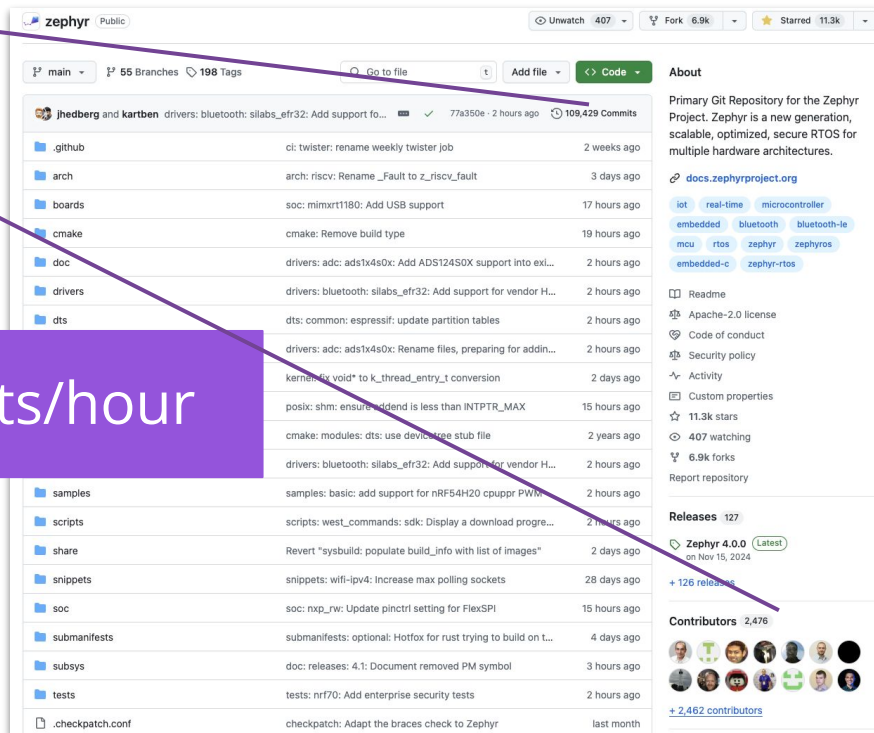 zephyr Public
Unwatch 407
Fork 6.9k
Starred 11.3k
main
55 Branches
198 Tags
Go to file t
Add file
<> Code
jhedberg and kartben drivers: bluetooth: silabs_efr32: Add support fo... 77a350e · 2 hours ago 109,429 Commits
.github ci: twister: rename weekly twister job 2 weeks ago
arch arch: riscv: Rename _Fault to z_riscv_fault 3 days ago
boards soc: mimxrt1180: Add USB support 17 hours ago
cmake cmake: Remove build type 19 hours ago
doc drivers: adc: ads1x4s0x: Add ADS124S0X support into exi... 2 hours ago
drivers drivers: bluetooth: silabs_efr32: Add support for vendor H... 2 hours ago
dts dts: common: espressif: update partition tables 2 hours ago
drivers: adc: ads1x4s0x: Rename files, preparing for addin... 2 hours ago
kernel: fix void* to k_thread_entry_t conversion 2 days ago
posix: shm: ensure addend is less than INTPTR_MAX 15 hours ago
cmake: modules: dts: use devicetree stub file 2 years ago
drivers: bluetooth: silabs_efr32: Add support for vendor H... 2 hours ago
ts/hour
samples samples: basic: add support for nRF54H20 cpuppr PWM 2 hours ago
scripts scripts: west_commands: sdk: Display a download progre... 2 hours ago
share Revert "sysbuild: populate build_info with list of images" 2 days ago
snippets snippets: wifi-ipv4: Increase max polling sockets 28 days ago
soc soc: nxp_rw: Update pinctrl setting for FlexSPI 15 hours ago
submanifests submanifests: optional: Hotfox for rust trying to build on t... 4 days ago
subsys doc: releases: 4.1: Document removed PM symbol 3 hours ago
tests tests: nrf70: Add enterprise security tests 2 hours ago
.checkpatch.conf checkpatch: Adapt the braces check to Zephyr last month
About
Primary Git Repository for the Zephyr
Project. Zephyr is a new generation,
scalable, optimized, secure RTOS for
multiple hardware architectures.
docs.zephyrproject.org
iot real-time microcontroller
embedded bluetooth bluetooth-le
mcu rtos zephyr zephyros
embedded-c zephyr-rtos
Readme
Apache-2.0 license
Code of conduct
Security policy
Activity
Custom properties
11.3k stars
407 watching
6.9k forks
Report repository
Releases 127
Zephyr 4.0.0 Latest
on Nov 15, 2024
+ 126 releases
Contributors 2,476
+ 2,462 contributors